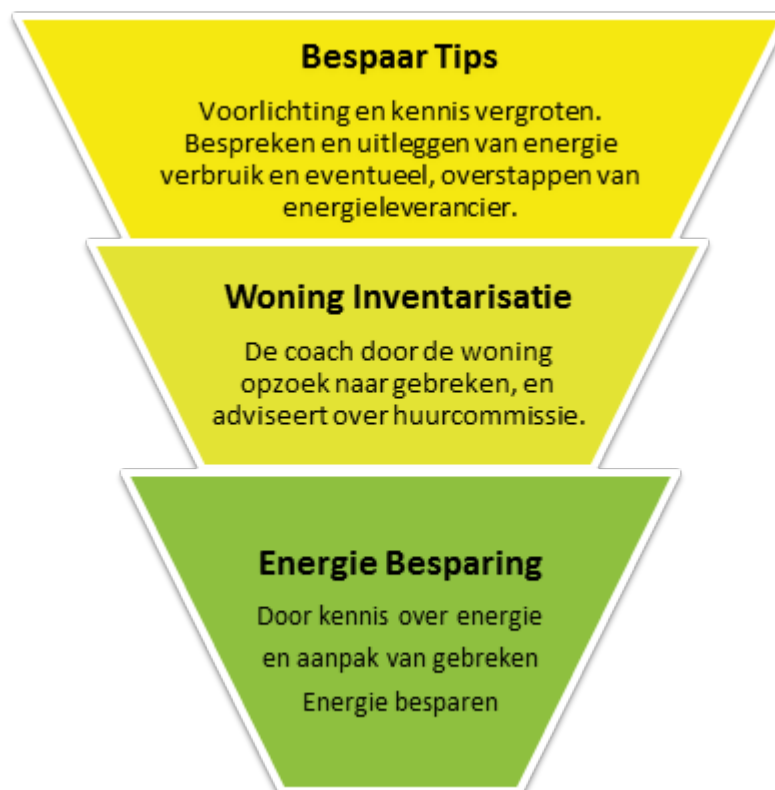 Bespaar Tips
Voorlichting en kennis vergroten.
Bespreken en uitleggen van energie
verbruik en eventueel, overstappen van
energieleverancier.
Woning Inventarisatie
De coach door de woning
opzoek naar gebreken, en
adviseert over huurcommissie.
Energie Besparing
Door kennis over energie
en aanpak van gebreken
Energie besparen